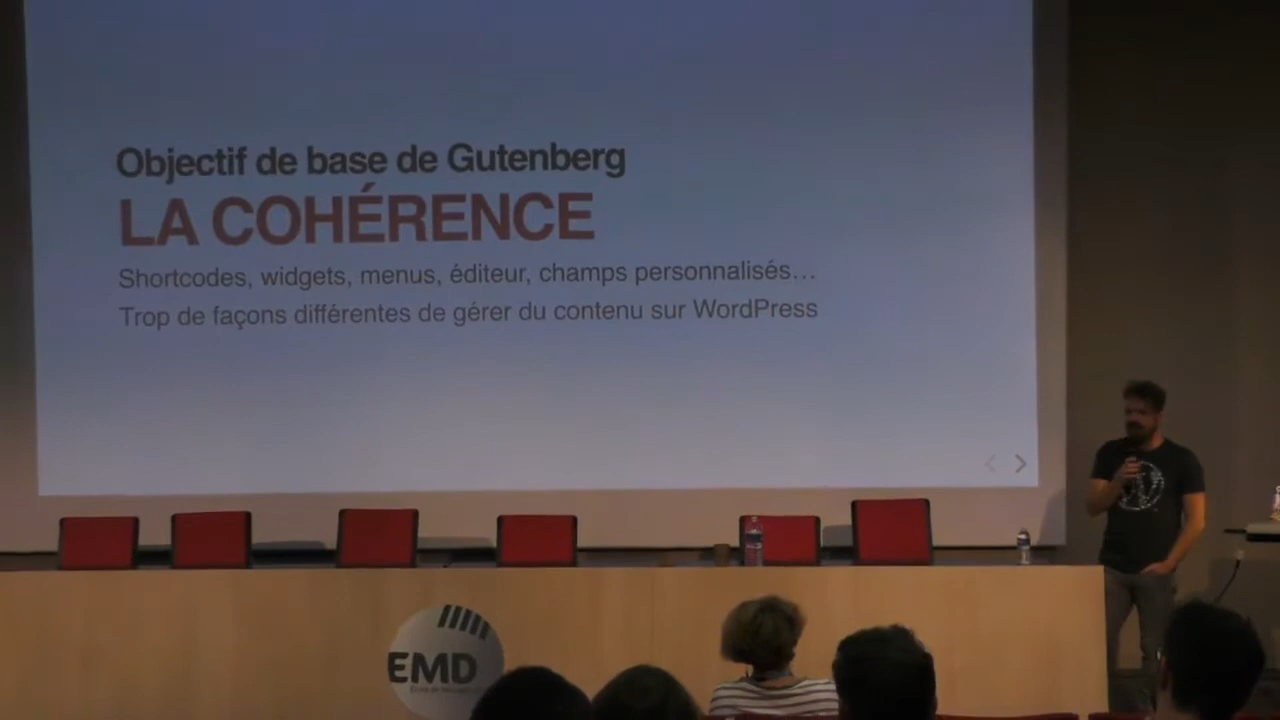 Objectif de base de Gutenberg
LA COHÉRENCE
Shortcodes, widgets, menus, éditeur, champs personnalisés…
Trop de façons différentes de gérer du contenu sur WordPress
EMD